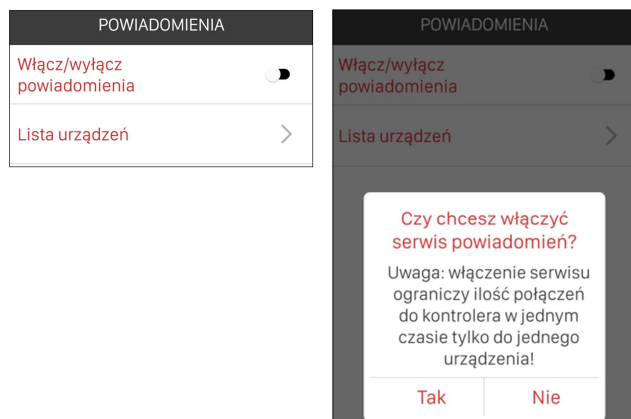 POWIADOMIENIA
Włącz/wyłącz
powiadomienia
Lista urządzeń
POWIADOMIENIA
Włącz/wyłącz
powiadomienia
Lista urządzeń
Czy chcesz włączyć
serwis powiadomień?
Uwaga: włączenie serwisu
ograniczy ilość połączeń
do kontrolera w jednym
czasie tylko do jednego
urządzenia!
Tak
Nie